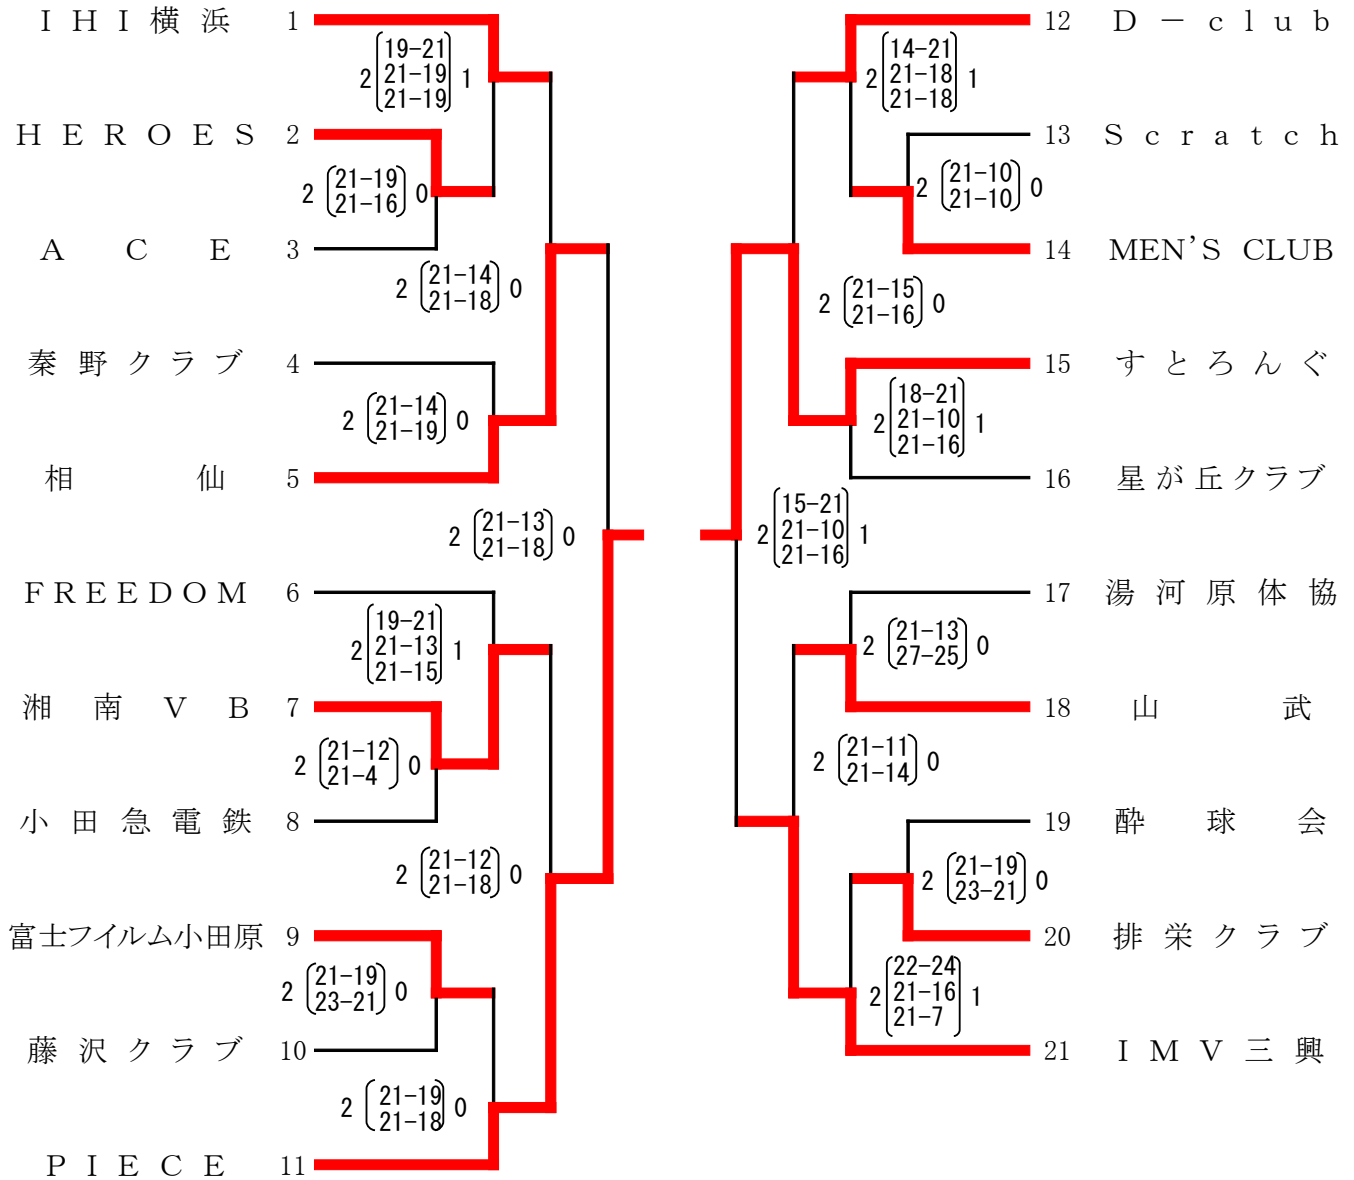 ＩＨＩ横浜 1
19-21
2 21-19 1
21-19
ＨＥＲＯＥＳ 2
21-19
2 21-16 0
ＡＣＥ 3
21-14
2 21-18 0
秦野クラブ 4
21-14
2 21-19 0
相仙 5
21-13
2 21-18 0
ＦＲＥＥＤＯＭ 6
19-21
2 21-13 1
21-15
湘南ＶＢ 7
21-12
2 21-4 0
小田急電鉄 8
21-12
2 21-18 0
富士フイルム小田原 9
21-19
2 23-21 0
藤沢クラブ 10
21-19
2 21-18 0
ＰＩＥＣＥ 11
12 Ｄ－ｃｌｕｂ
14-21
2 21-18 1
21-18
13 Ｓｃｒａｔｃｈ
21-10
2 21-10 0
14 MEN’S CLUB
21-15
2 21-16 0
15 すとろんぐ
18-21
2 21-10 1
21-16
16 星が丘クラブ
15-21
2 21-10 1
21-16
17 湯河原体協
21-13
2 27-25 0
18 山武
21-11
2 21-14 0
19 酔球会
21-19
2 23-21 0
20 排栄クラブ
22-24
2 21-16 1
21-7
21 ＩＭＶ三興